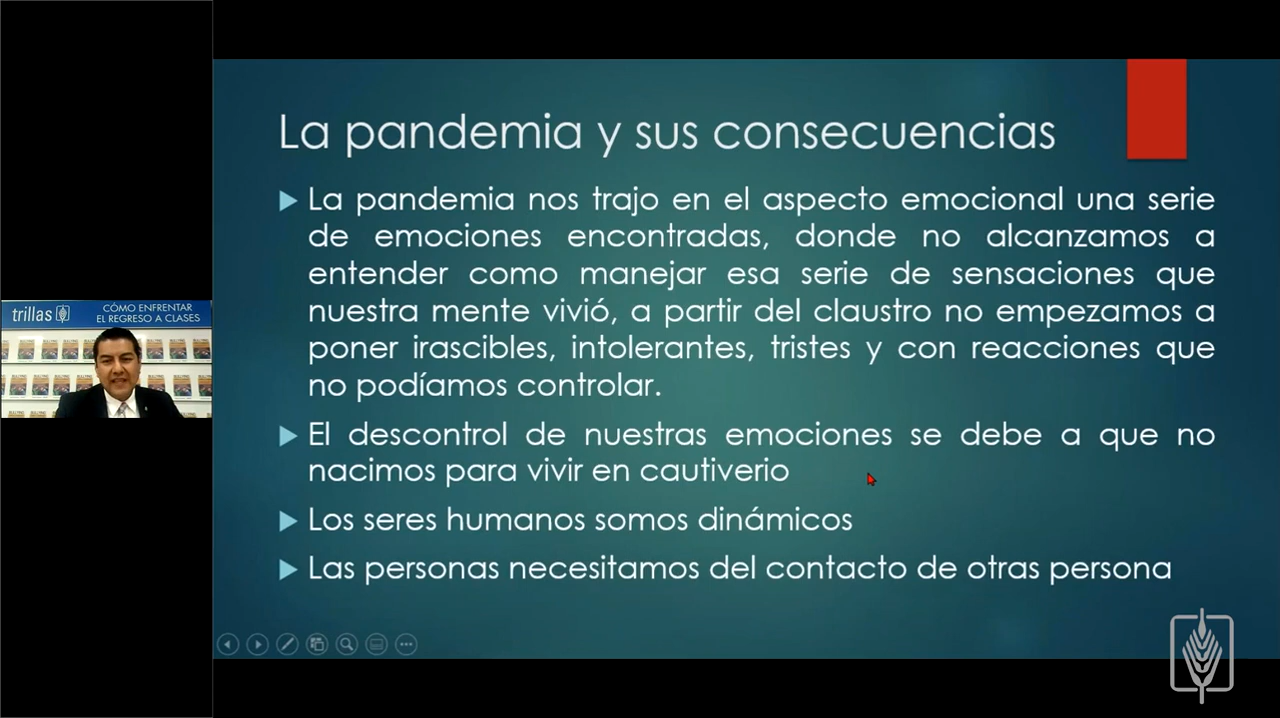 trillas
CÓMO ENFRENTAR
EL REGRESO A CLASES
La pandemia y sus consecuencias
La pandemia nos trajo en el aspecto emocional una serie
de emociones encontradas, donde no alcanzamos a
entender como manejar esa serie de sensaciones que
nuestra mente vivió, a partir del claustro no empezamos a
poner irascibles, intolerantes, tristes y con reacciones que
no podíamos controlar.
El descontrol de nuestras emociones se debe a que no
nacimos para vivir en cautiverio
Los seres humanos somos dinámicos
Las personas necesitamos del contacto de otras persona